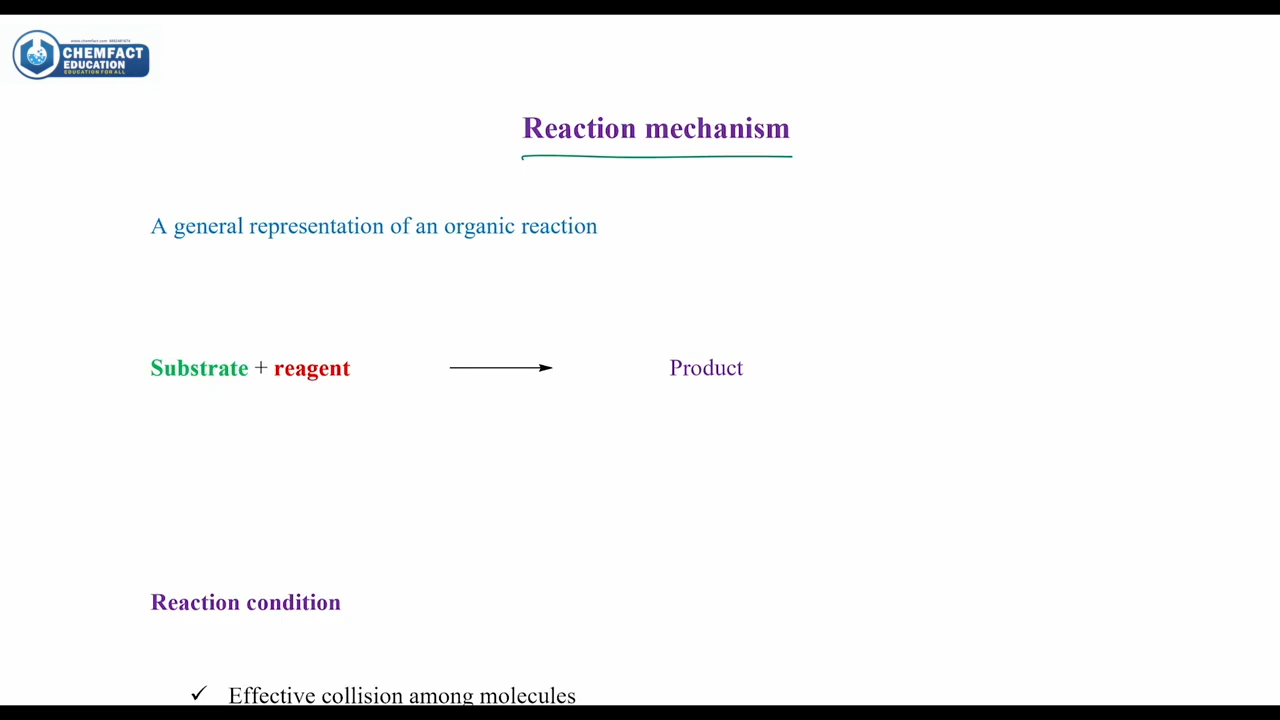 CHEMFACT
EDUCATION
EDUCATION FOR ALL
Reaction mechanism
A general representation of an organic reaction
Substrate + reagent Product
Reaction condition
✓ Effective collision among molecules